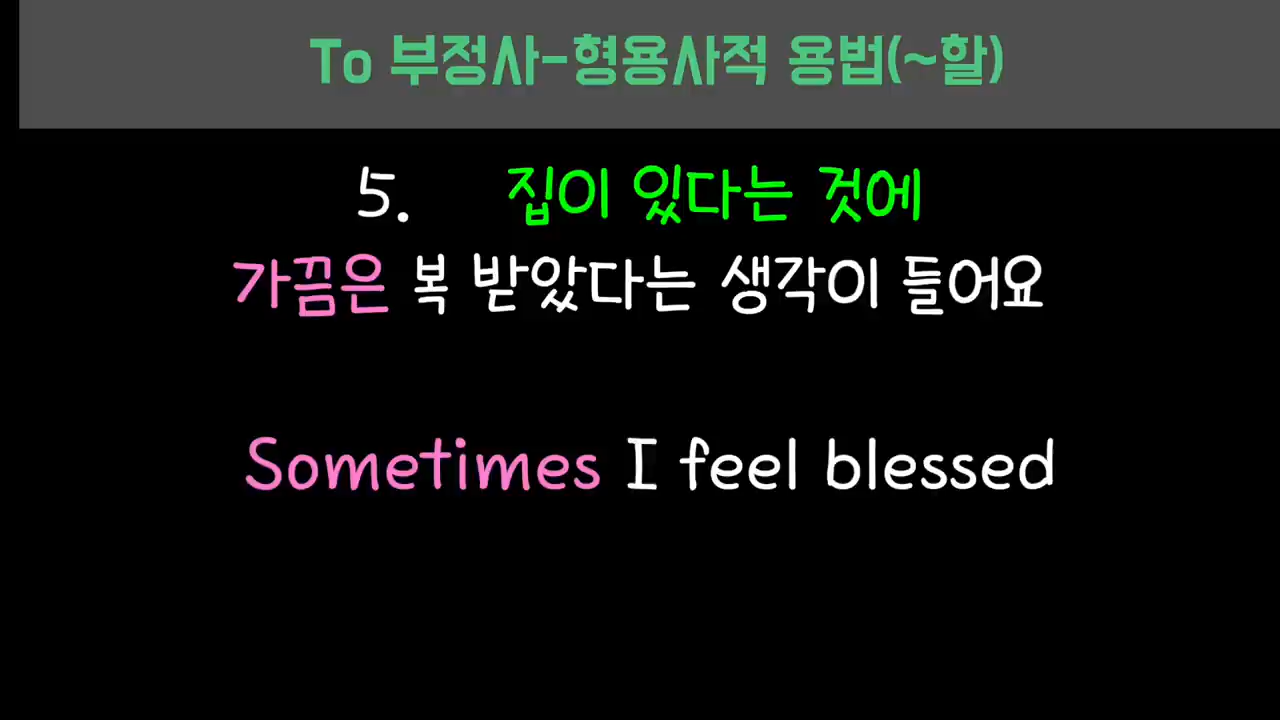 To 부정사-형용사적 용법(~할)
5. 집이 있다는 것에
가끔은 복 받았다는 생각이 들어요
Sometimes I feel blessed